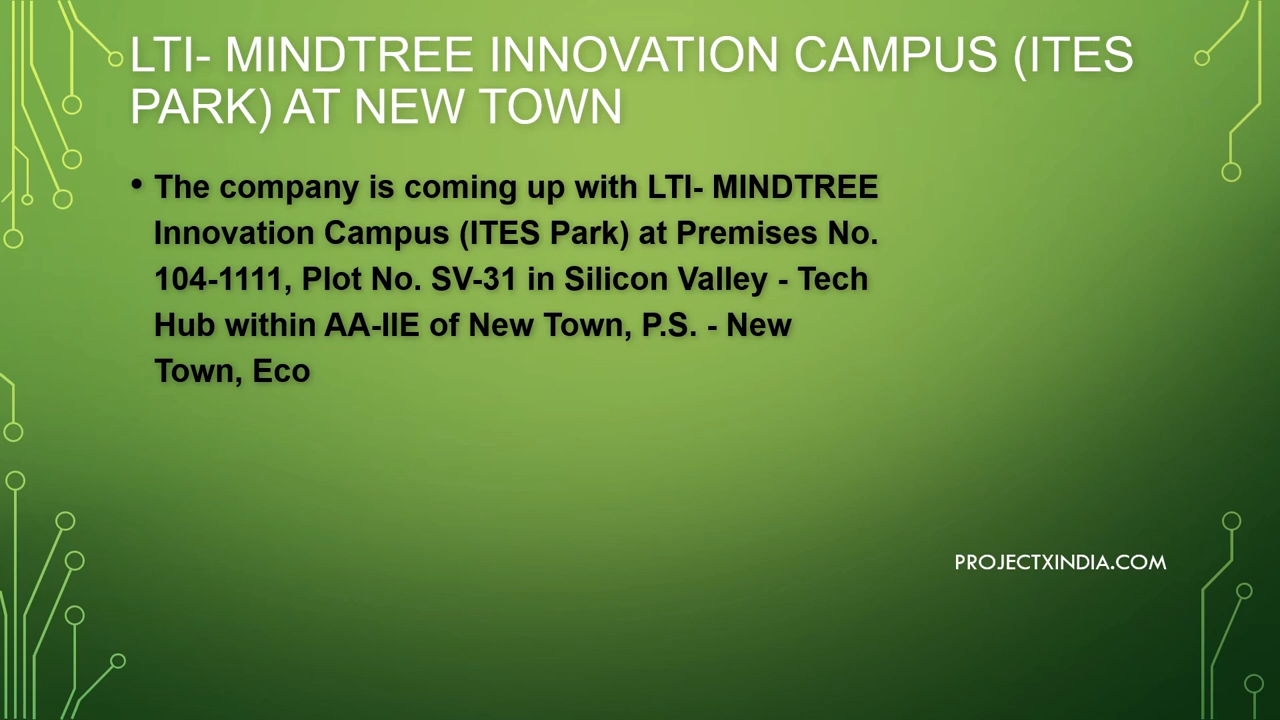 LTI- MINDTREE INNOVATION CAMPUS (ITES
PARK) AT NEW TOWN
• The company is coming up with LTI- MINDTREE
Innovation Campus (ITES Park) at Premises No.
104-1111, Plot No. SV-31 in Silicon Valley - Tech
Hub within AA-IIE of New Town, P.S. - New
Town, Eco
PROJECTXINDIA.COM